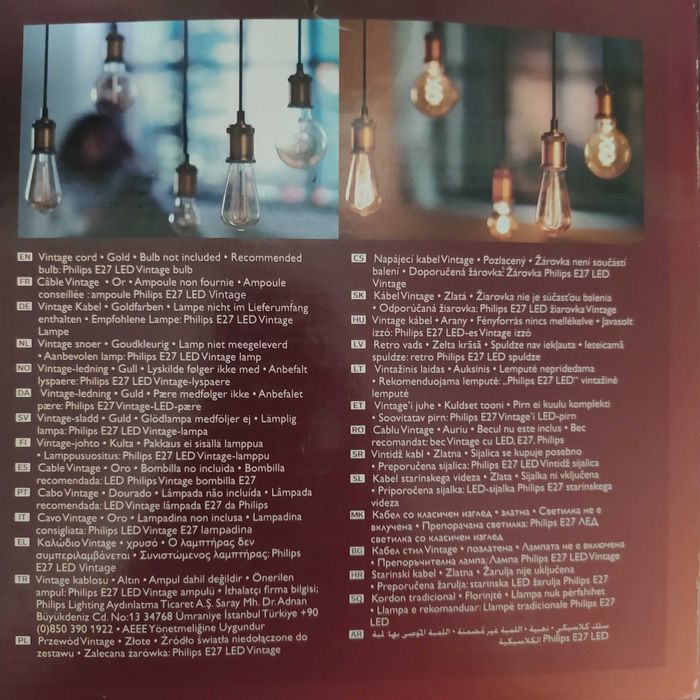 EN Vintage cord • Gold • Bulb not included • Recommended
bulb: Philips E27 LED Vintage bulb
FR Câble Vintage • Or • Ampoule non fournie • Ampoule
conseillée : ampoule Philips E27 LED Vintage
DE Vintage Kabel • Goldfarben • Lampe nicht im Lieferumfang
enthalten • Empfohlene Lampe: Philips E27 LED Vintage
Lampe
NL Vintage snoer • Goudkleurig • Lamp niet meegeleverd
• Aanbevolen lamp: Philips E27 LED Vintage lamp
NO Vintage-ledning • Gull • Lyskilde følger ikke med • Anbefalt
lyspaere: Philips E27 LED Vintage-lyspaere
DA Vintage-ledning • Guld • Pære medfølger ikke • Anbefalet
pære: Philips E27 Vintage-LED-pære
SV Vintage-sladd • Guld • Glödlampa medföljer ej • Lämplig
lampa: Philips E27 LED Vintage-lampa
FI Vintage-johto • Kulta • Pakkaus ei sisällä lamppua
• Lamppusuositus: Philips E27 LED Vintage-lamppu
ES Cable Vintage • Oro • Bombilla no incluida • Bombilla
recomendada: LED Philips Vintage bombilla E27
PT Cabo Vintage • Dourado • Lâmpada não incluída • Lâmpada
recomendada: LED Vintage lâmpada E27 da Philips
IT Cavo Vintage • Oro • Lampadina non inclusa • Lampadina
consigliata: Philips LED Vintage E27 lampadina
EL Καλώδιο Vintage • χρυσό • Ο λαμπτήρας δεν
συμπεριλαμβάνεται • Συνιστώμενος λαμπτήρας: Philips
E27 LED Vintage
TR Vintage kablosu • Altın • Ampul dahil değildir • Önerilen
ampul: Philips E27 LED Vintage ampulü • İthalatçı firma bilgisi;
Philips Lighting Aydınlatma Ticaret A.Ş. Saray Mh. Dr. Adnan
Büyükdeniz Cd. No:13 34768 Ümraniye İstanbul Türkiye +90
(0)850 390 1922 • AEEE Yönetmeliğine Uygundur
PL Przewód Vintage • Złote • Źródło światła niedołączone do
zestawu • Zalecana żarówka: Philips E27 LED Vintage
CS Napájecí kabel Vintage • Pozlacený • Žárovka není součástí
balení • Doporučená žárovka: Žárovka Philips E27 LED
Vintage
SK Kábel Vintage • Zlatá • Žiarovka nie je súčasťou balenia
• Odporúčaná žiarovka: Philips E27 LED žiarovka Vintage
HU Vintage kábel • Arany • Fényforrás nincs mellékelve • Javasolt
izzó: Philips E27 LED-es Vintage izzó
LV Retro vads • Zelta krāsā • Spuldze nav iekļauta • Ieteicamā
spuldze: retro Philips E27 LED spuldze
LT Vintažinis laidas • Auksinis • Lemputė nepridedama
• Rekomenduojama lemputė: „Philips E27 LED“ vintažinė
lemputė
ET Vintage'i juhe • Kuldset tooni • Pirn ei kuulu komplekti
• Soovitatav pirn: Philips E27 Vintage'i LED-pirn
RO Cablu Vintage • Auriu • Becul nu este inclus • Bec
recomandat: bec Vintage cu LED, E27, Philips
SR Vintidž kabl • Zlatna • Sijalica se kupuje posebno
• Preporučena sijalica: Philips E27 LED Vintidž sijalica
SL Kabel starinskega videza • Zlata • Sijalka ni vključena
• Priporočena sijalka: LED-sijalka Philips E27 starinskega
videza
MK Кабел со класичен изглед • златна • Светилка не е
вклучена • Препорачана светилка: Philips E27 ЛЕД
светилка со класичен изглед
BG Кабел стил Vintage • позлатена • Лампата не е включена
• Препоръчителна лампа: Лампа Philips E27 LED Vintage
HR Starinski kabel • Zlatna • Žarulja nije uključena
• Preporučena žarulja: starinska LED žarulja Philips E27
SQ Kordon tradicional • Florinjtë • Llampa nuk përfshihet
• Llampa e rekomanduar: Llampë tradicionale Philips E27
LED
AR سلك كلاسيكي • ذهبية • اللمبة غير مُضمنة • اللمبة الموصى بها لمبة
Philips E27 LED الكلاسيكية